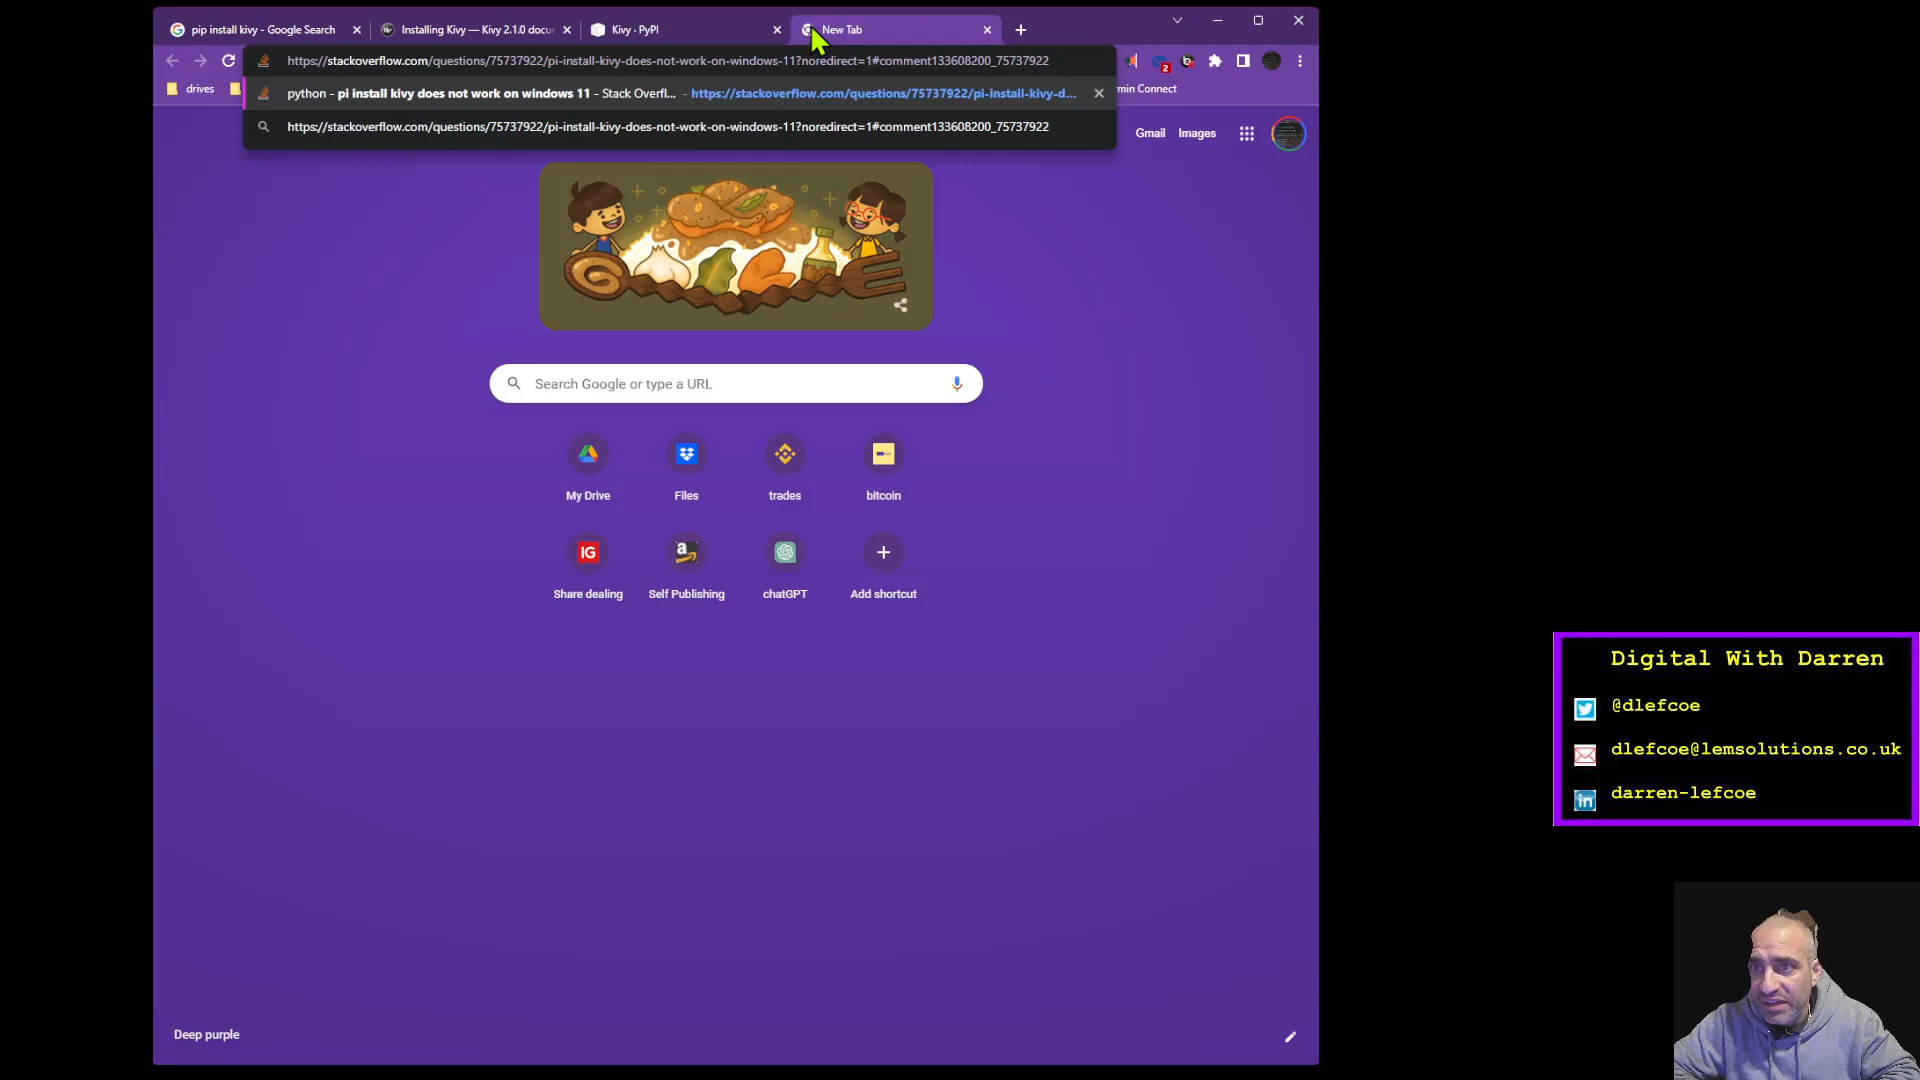 pip install kivy - Google Search
Installing Kivy — Kivy 2.1.0 docu
Kivy · PyPI
New Tab
https://stackoverflow.com/questions/75737922/pi-install-kivy-does-not-work-on-windows-11?noredirect=1#comment133608200_75737922
2
drives
python - pi install kivy does not work on windows 11 - Stack Overfl... - https://stackoverflow.com/questions/75737922/pi-install-kivy-d...
min Connect
https://stackoverflow.com/questions/75737922/pi-install-kivy-does-not-work-on-windows-11?noredirect=1#comment133608200_75737922
Gmail Images
Search Google or type a URL
My Drive
Files
trades
bitcoin
IG
a
Share dealing
Self Publishing
chatGPT
Add shortcut
Digital With Darren
@dlefcoe
dlefcoe@lemsolutions.co.uk
in
darren-lefcoe
Deep purple